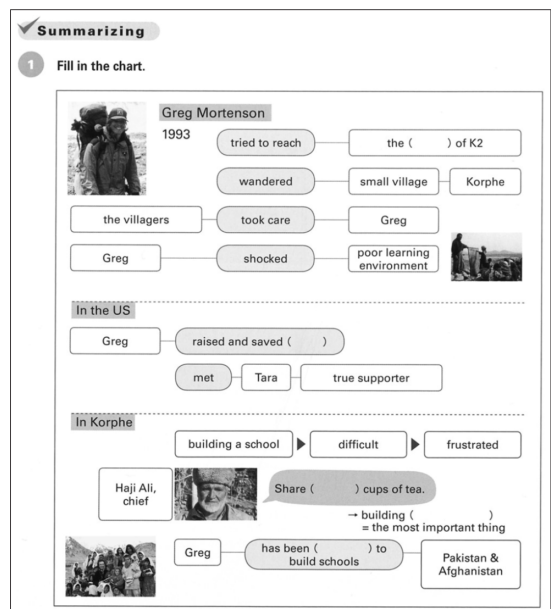 Summarizing
1 Fill in the chart.
Greg Mortenson
1993
tried to reach
the (          ) of K2
wandered
small village
Korphe
the villagers
took care
Greg
Greg
shocked
poor learning
environment
In the US
Greg
raised and saved (          )
met
Tara
true supporter
In Korphe
building a school
difficult
frustrated
Haji Ali,
chief
Share (          ) cups of tea.
→ building (                    )
= the most important thing
Greg
has been (               ) to
build schools
Pakistan &
Afghanistan